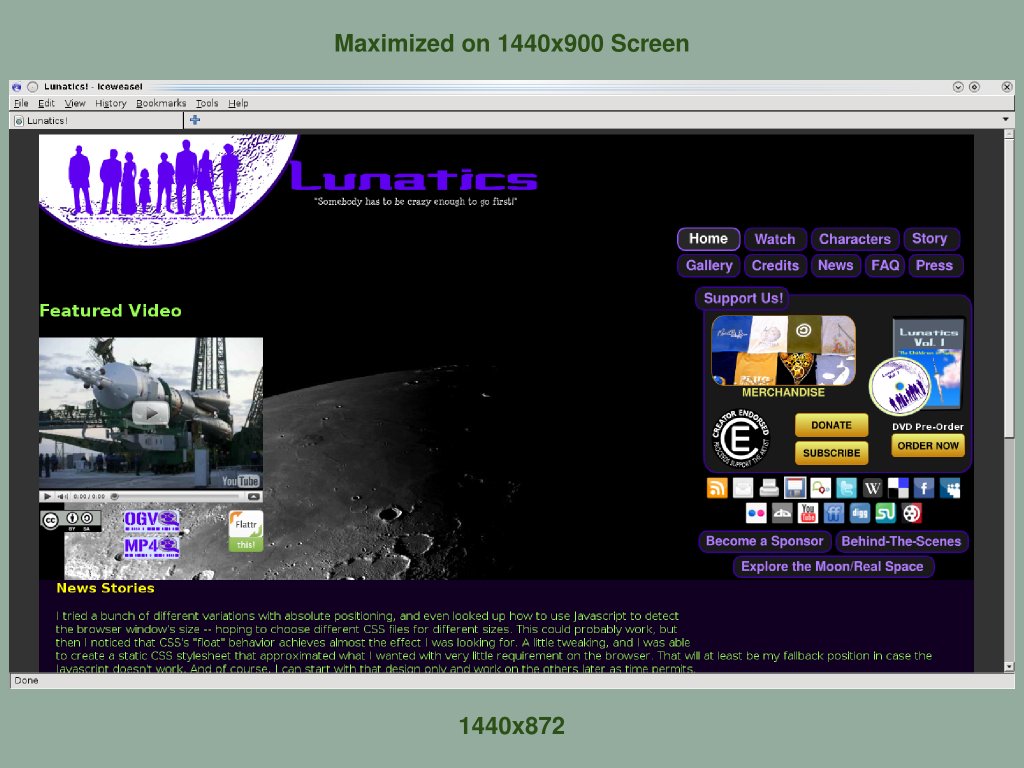 Maximized on 1440x900 Screen
Lunatics! - Iceweasel
File Edit View History Bookmarks Tools Help
Lunatics!
Lunatics
"Somebody has to be crazy enough to go first!"
Home Watch Characters Story
Gallery Credits News FAQ Press
Support Us!
Featured Video
Lunatics
Vol. 1
MERCHANDISE
CREATOR ENDORSED
DONATE
SUBSCRIBE
DVD Pre-Order
ORDER NOW
YouTube
0:00 / 0:00
cc
BY SA
OGV
MP4
Flattr
this!
Become a Sponsor Behind-The-Scenes
Explore the Moon/Real Space
News Stories
I tried a bunch of different variations with absolute positioning, and even looked up how to use Javascript to detect
the browser window's size -- hoping to choose different CSS files for different sizes. This could probably work, but
then I noticed that CSS's "float" behavior achieves almost the effect I was looking for. A little tweaking, and I was able
to create a static CSS stylesheet that approximated what I wanted with very little requirement on the browser. That will at least be my fallback position in case the
Javascript doesn't work. And of course, I can start with that design only and work on the others later as time permits.
Done
1440x872